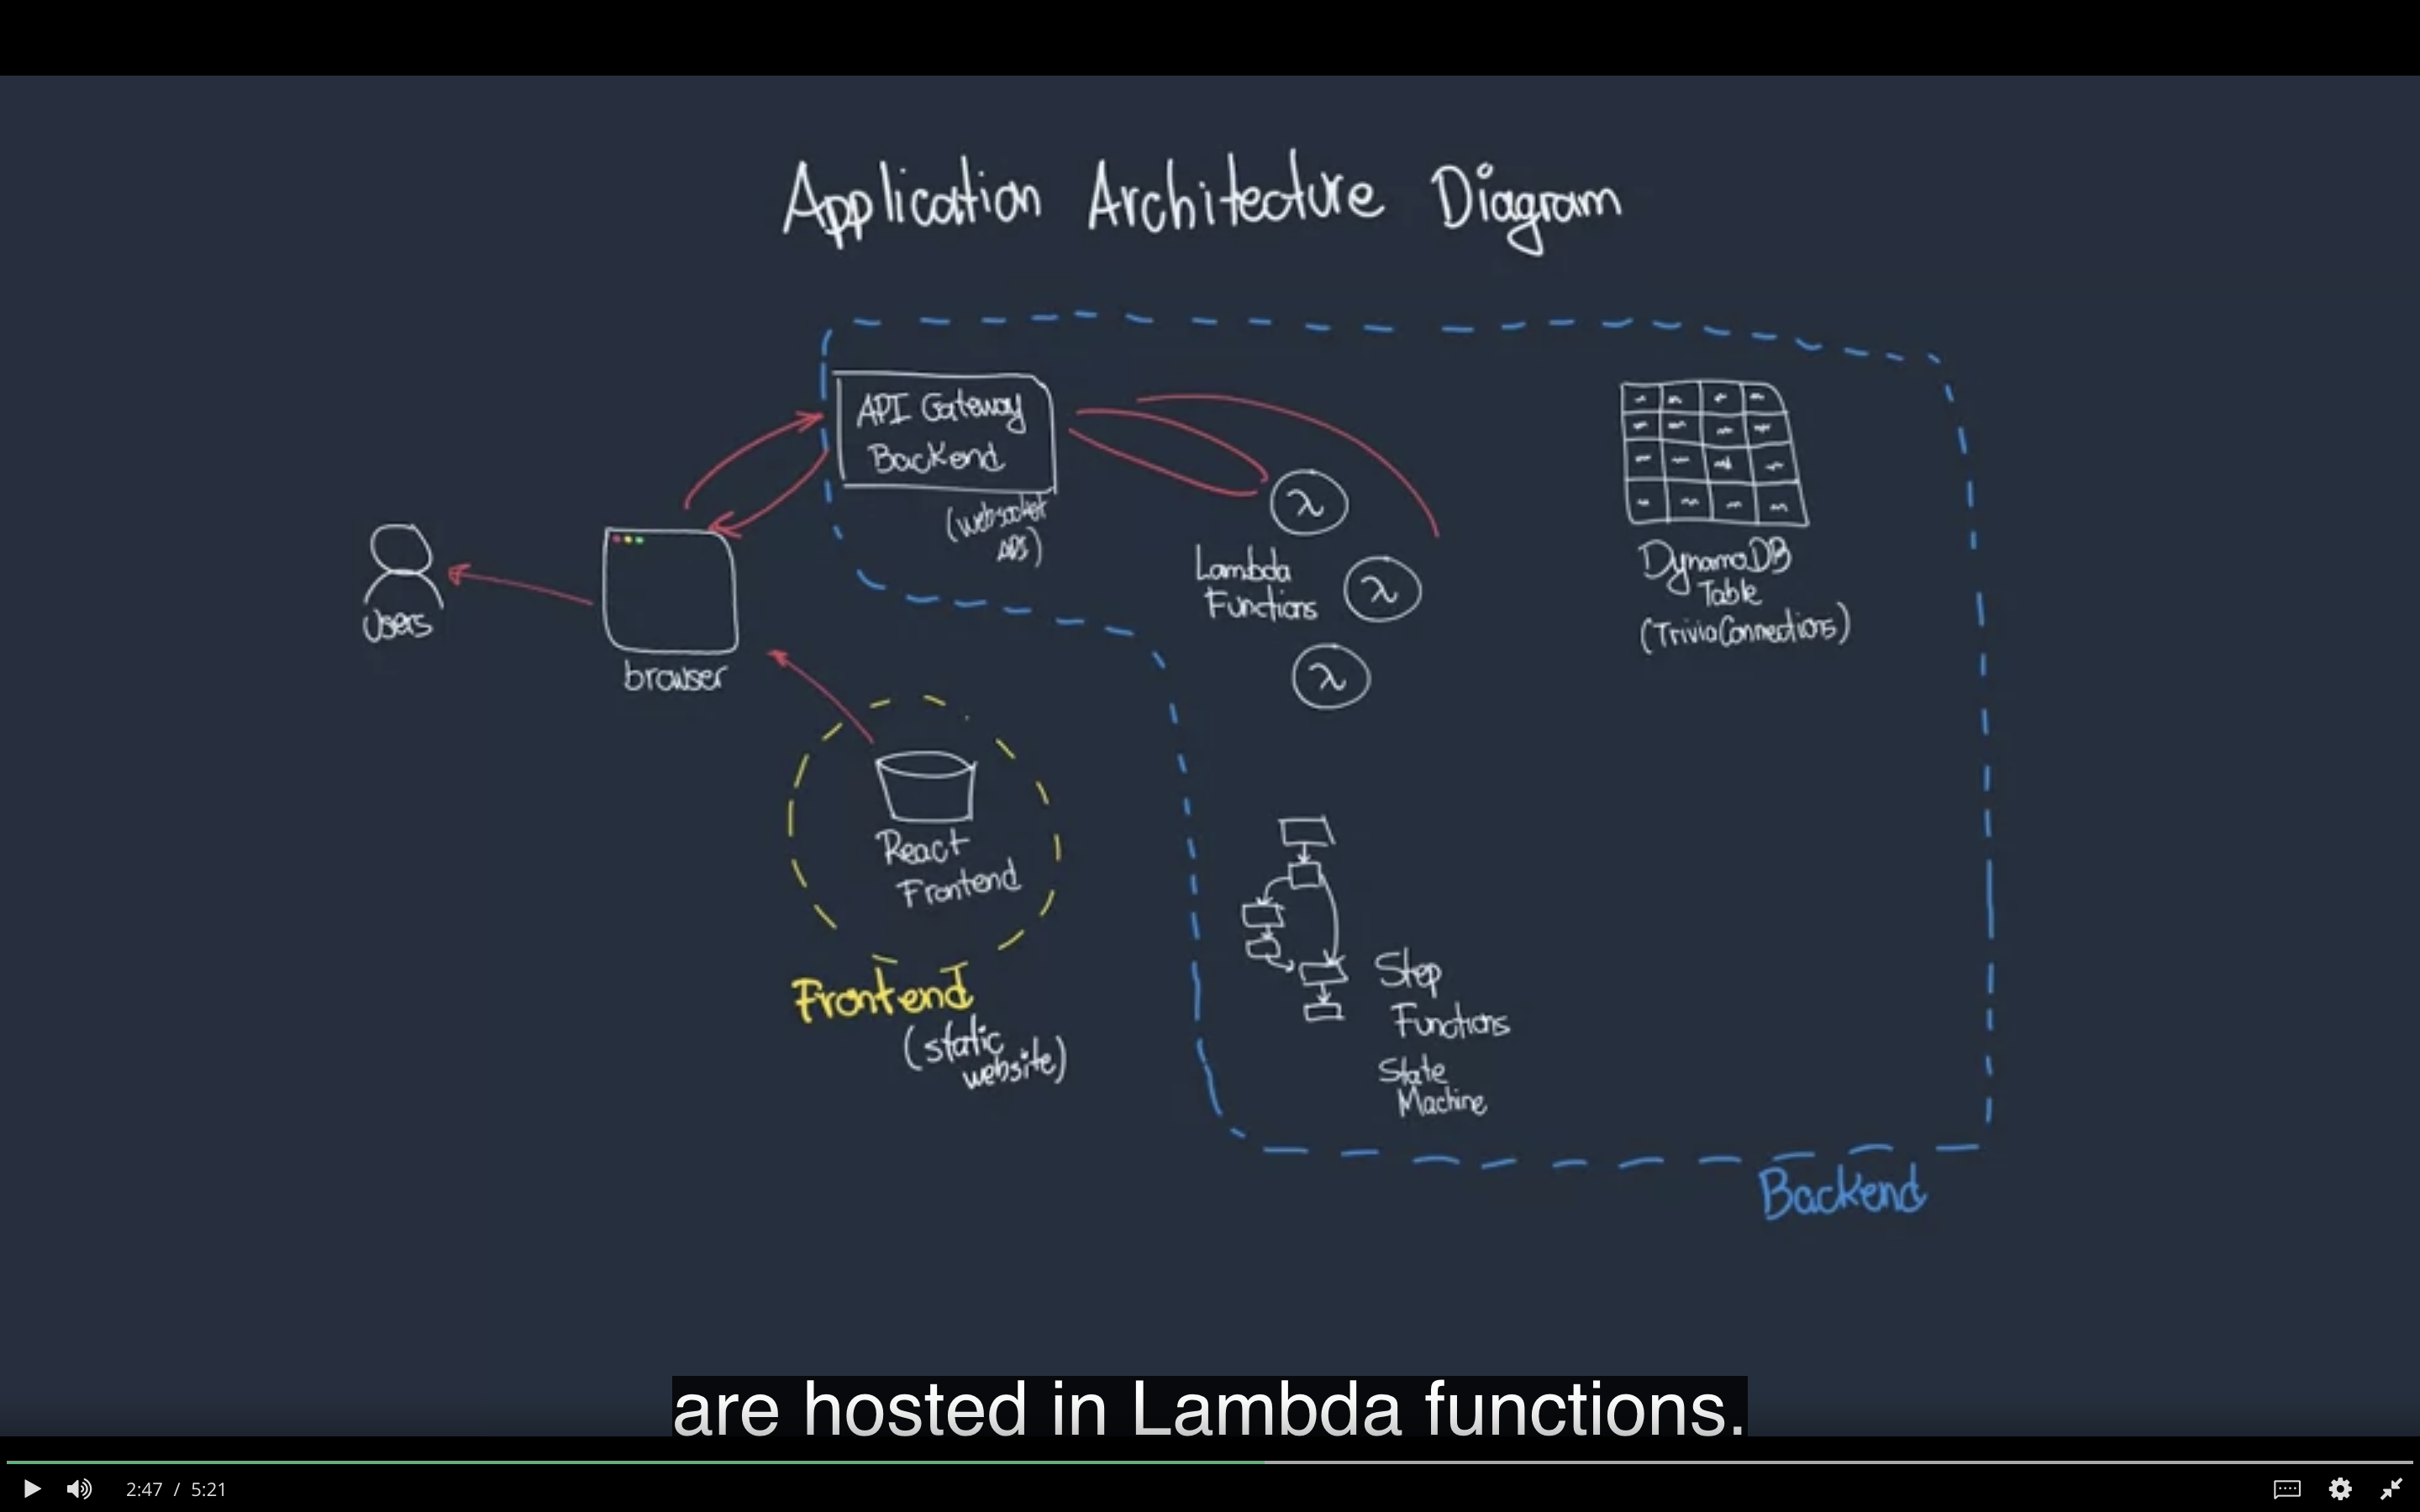 Application Architecture Diagram
API Gateway
Backend
(websocket
API)
λ
Lambda
Functions
λ
λ
DynamoDB
Table
(TriviaConnections)
Users
browser
React
Frontend
Frontend
(static
website)
Step
Functions
State
Machine
Backend
are hosted in Lambda functions.
2:47 / 5:21